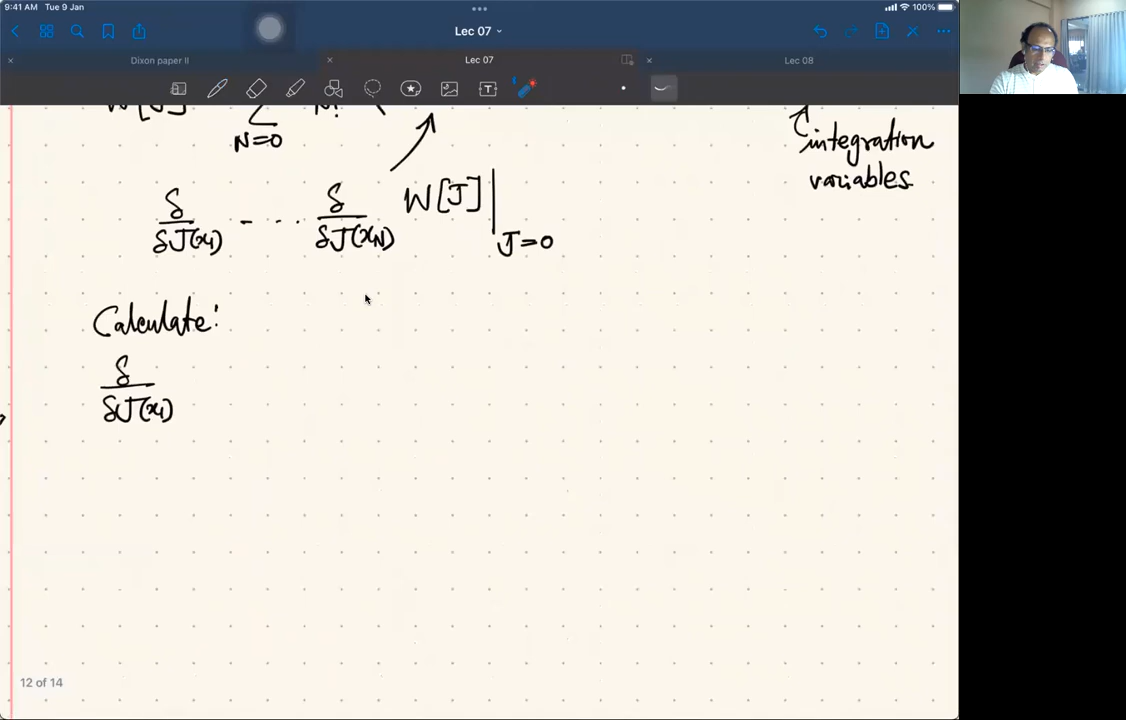 9:41 AM Tue 9 Jan
100%
Lec 07
Dixon paper II
Lec 07
Lec 08
W[J]
Σ N=0
N!
integration
variables
δ/δJ(x₁) - · · · δ/δJ(x_N) W[J] |_{J=0}
Calculate:
δ/δJ(x₁)
12 of 14